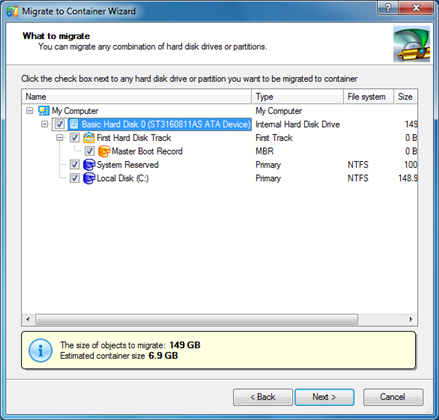 Migrate to Container Wizard
What to migrate
You can migrate any combination of hard disk drives or partitions.
Click the check box next to any hard disk drive or partition you want to be migrated to container
Name Type File system Size
My Computer My Computer
Basic Hard Disk 0 (ST3160811AS ATA Device) Internal Hard Disk Drive 149
First Hard Disk Track First Track 0 B
Master Boot Record MBR 0 B
System Reserved Primary NTFS 100
Local Disk (C:) Primary NTFS 148.9
The size of objects to migrate: 149 GB
Estimated container size 6.9 GB
< Back Next > Cancel